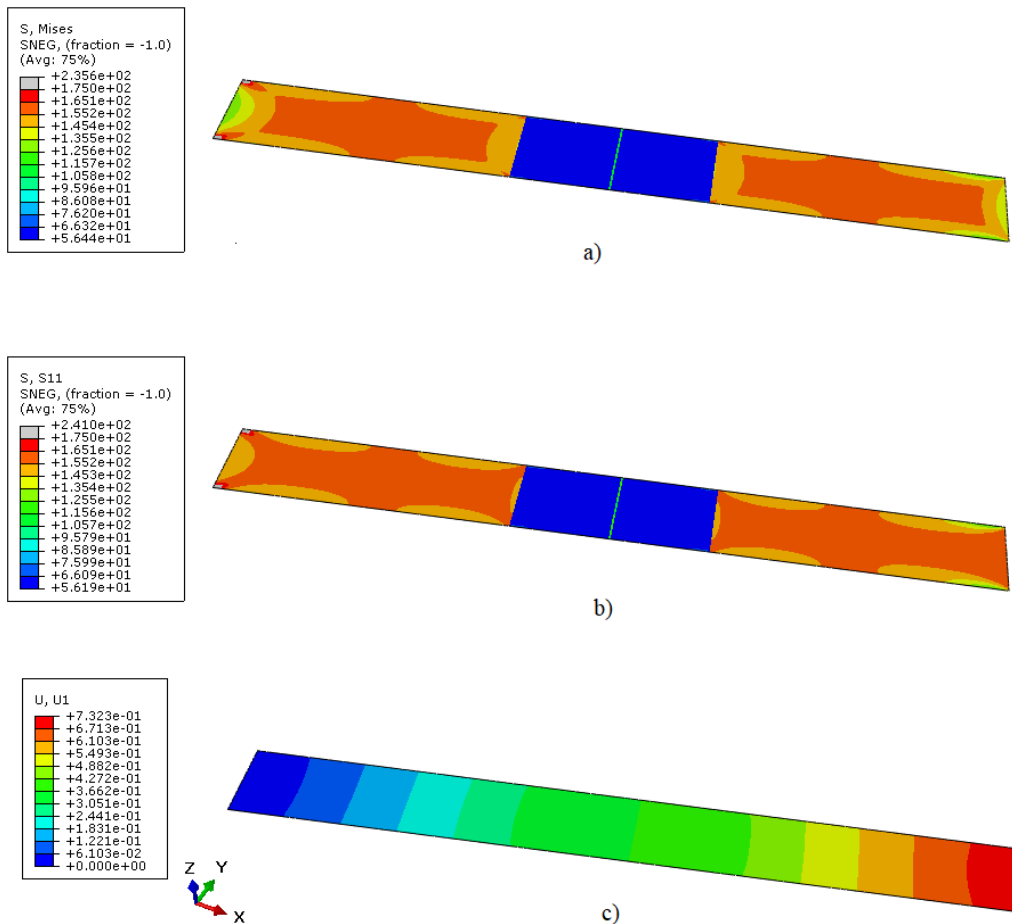 S, Mises
SNEG, (fraction = -1.0)
(Avg: 75%)
+2.356e+02
+1.750e+02
+1.651e+02
+1.552e+02
+1.454e+02
+1.355e+02
+1.256e+02
+1.157e+02
+1.058e+02
+9.596e+01
+8.608e+01
+7.620e+01
+6.632e+01
+5.644e+01
a)
S, S11
SNEG, (fraction = -1.0)
(Avg: 75%)
+2.410e+02
+1.750e+02
+1.651e+02
+1.552e+02
+1.453e+02
+1.354e+02
+1.255e+02
+1.156e+02
+1.057e+02
+9.579e+01
+8.589e+01
+7.599e+01
+6.609e+01
+5.619e+01
b)
U, U1
+7.323e-01
+6.713e-01
+6.103e-01
+5.493e-01
+4.882e-01
+4.272e-01
+3.662e-01
+3.051e-01
+2.441e-01
+1.831e-01
+1.221e-01
+6.103e-02
+0.000e+00
Z
Y
X
c)